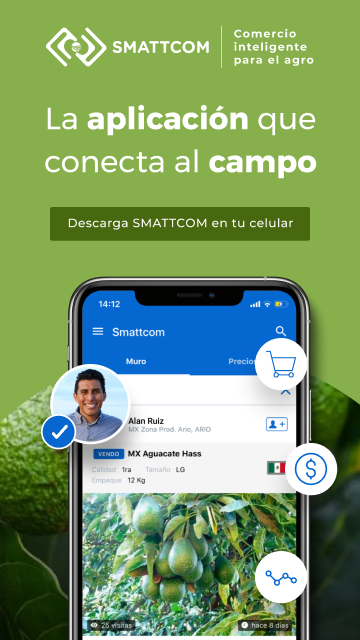 SMATTCOM
Comercio
inteligente
para el agro
La aplicación que
conecta al campo
Descarga SMATTCOM en tu celular
14:12
Smattcom
Muro
Precios
Alan Ruiz
MX Zona Prod. Ario, ARIO
VENDO MX Aguacate Hass
Calidad 1ra Tamaño LG
Empaque 12 Kg
25 visitas
hace 8 días